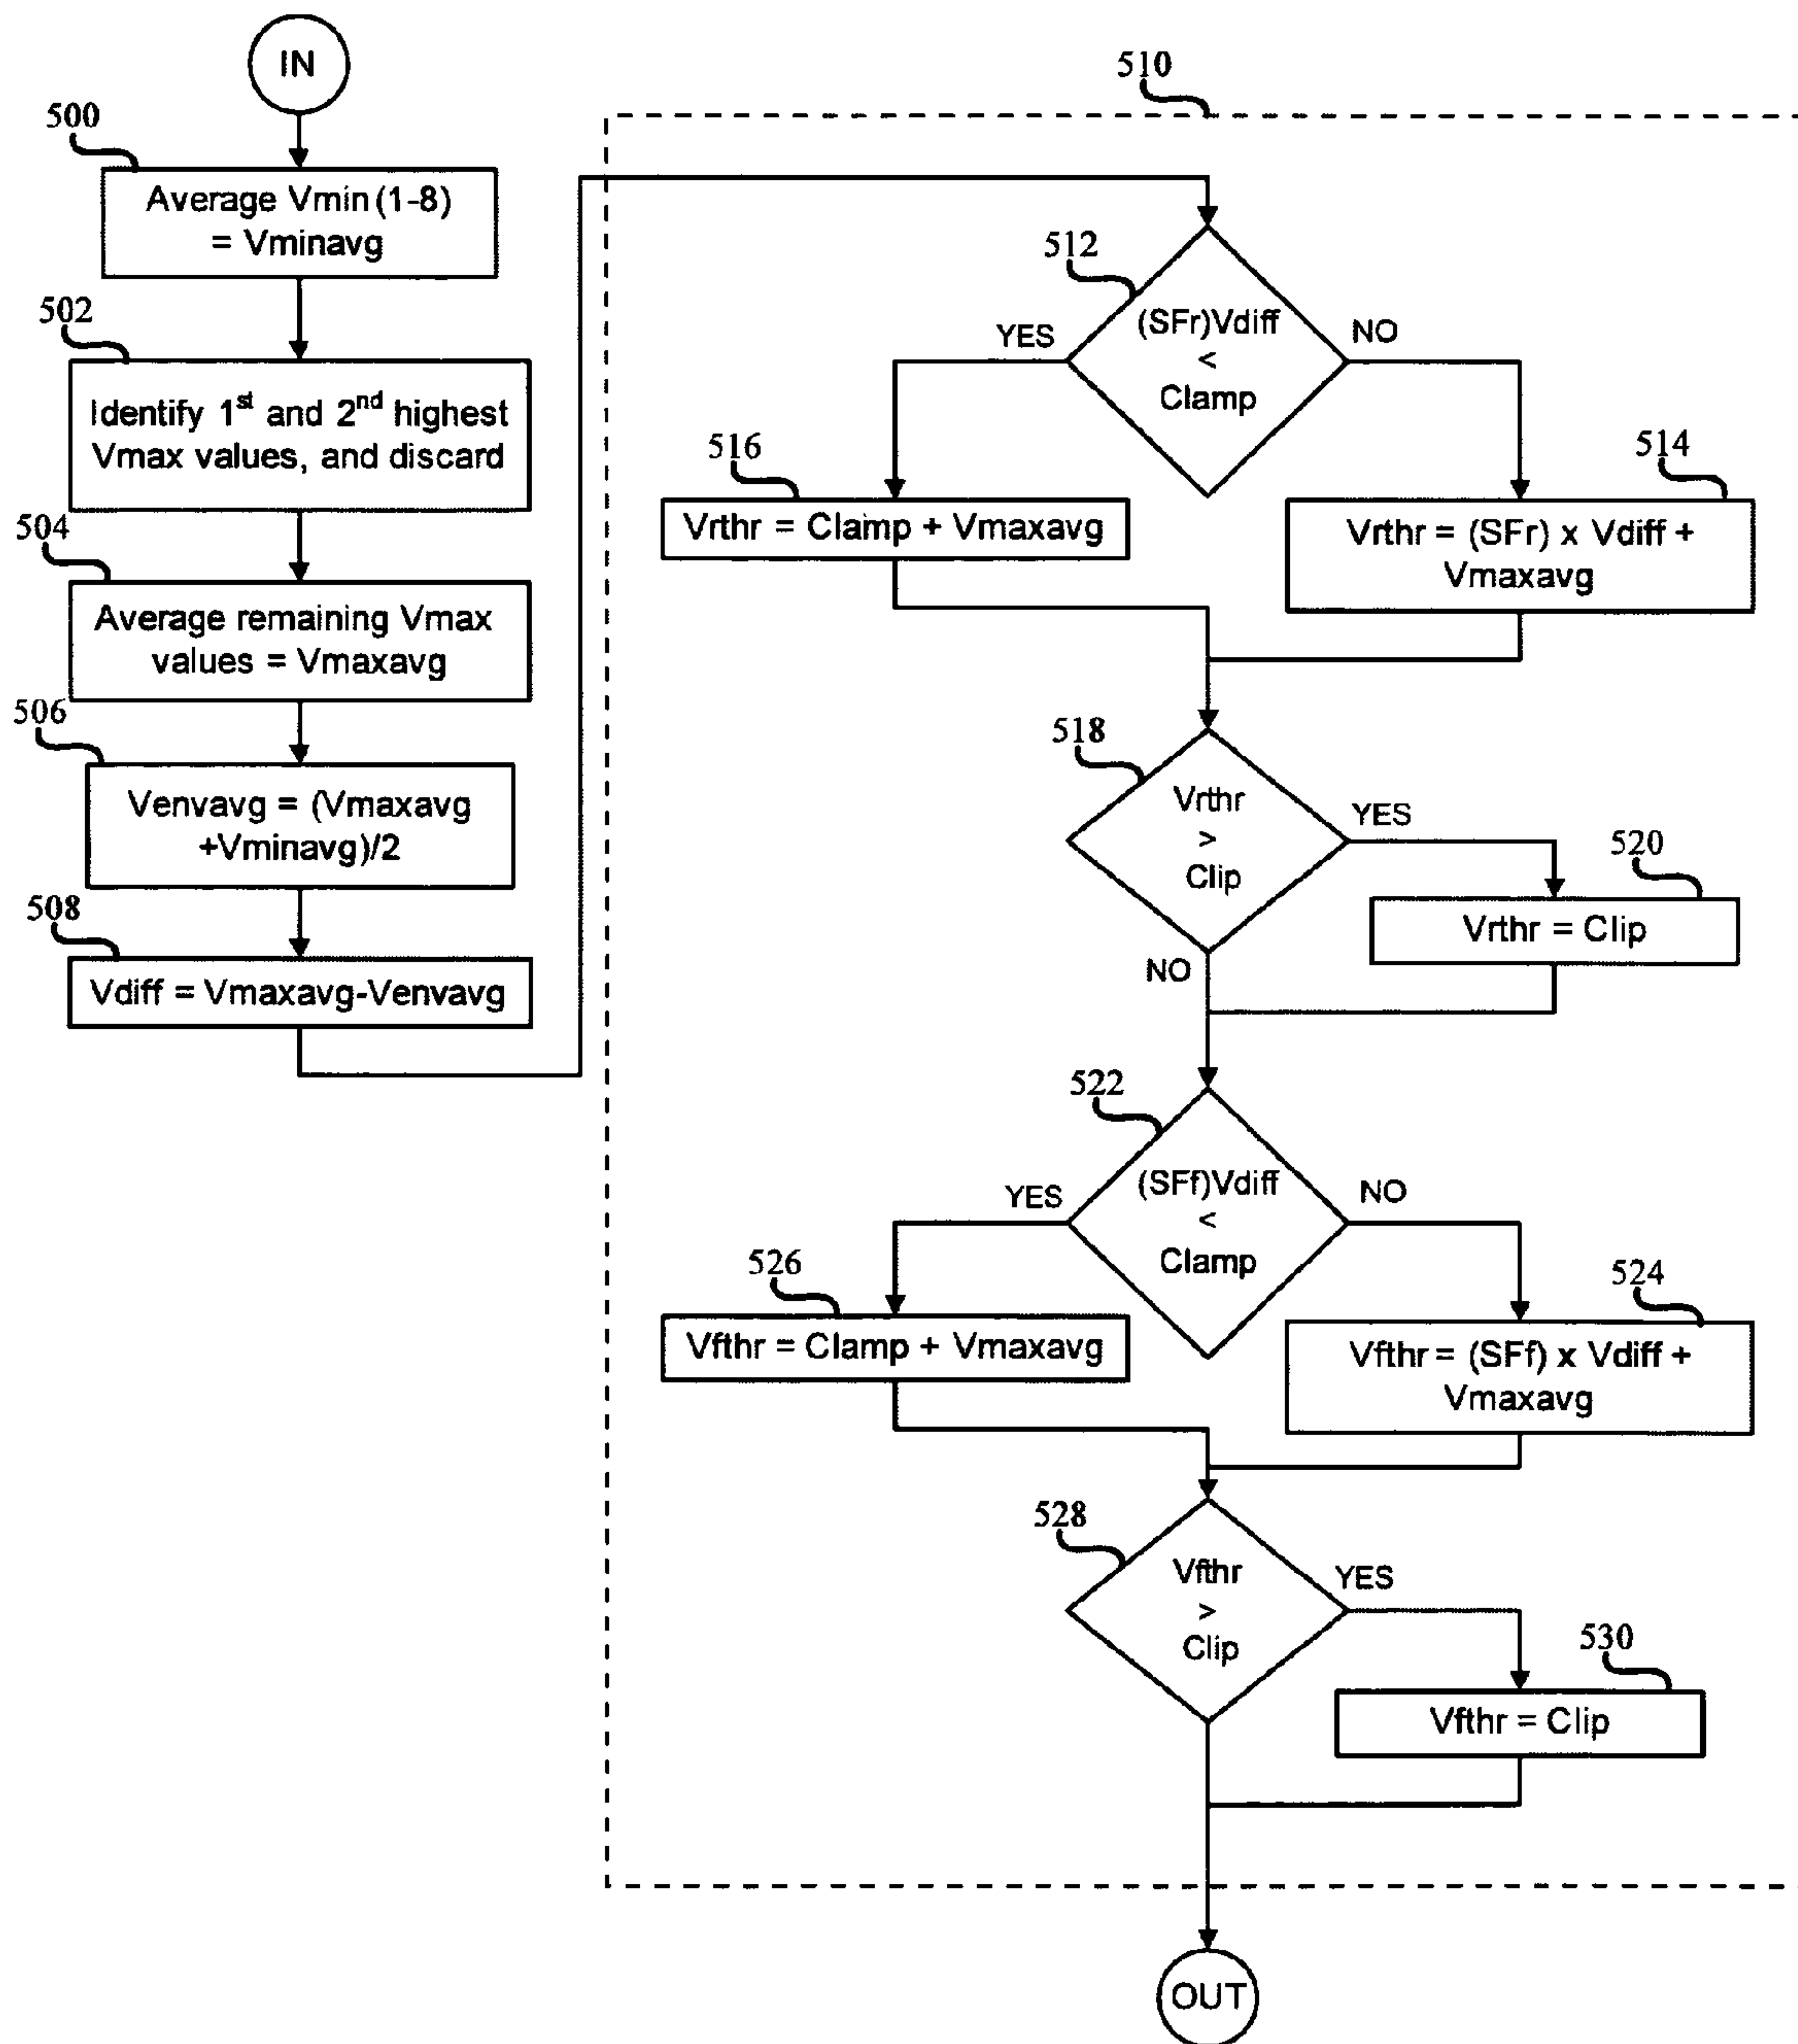 IN
500
Average Vmin (1-8)
= Vminavg
502
Identify 1st and 2nd highest
Vmax values, and discard
504
Average remaining Vmax
values = Vmaxavg
506
Venvavg = (Vmaxavg
+Vminavg)/2
508
Vdiff = Vmaxavg-Venvavg
510
512
(SFr)Vdiff
<
Clamp
YES
NO
516
Vrthr = Clamp + Vmaxavg
514
Vrthr = (SFr) x Vdiff +
Vmaxavg
518
Vrthr
>
Clip
YES
NO
520
Vrthr = Clip
522
(SFf)Vdiff
<
Clamp
YES
NO
526
Vfthr = Clamp + Vmaxavg
524
Vfthr = (SFf) x Vdiff +
Vmaxavg
528
Vfthr
>
Clip
YES
530
Vfthr = Clip
OUT